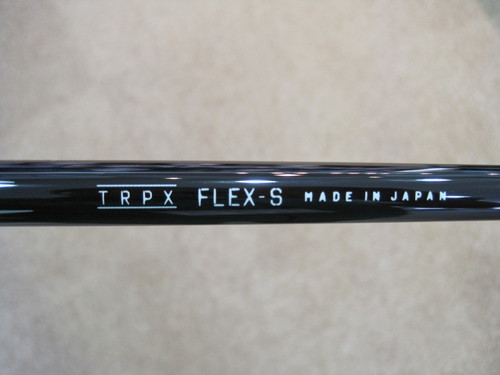 TRPX FLEX-S MADE IN JAPAN